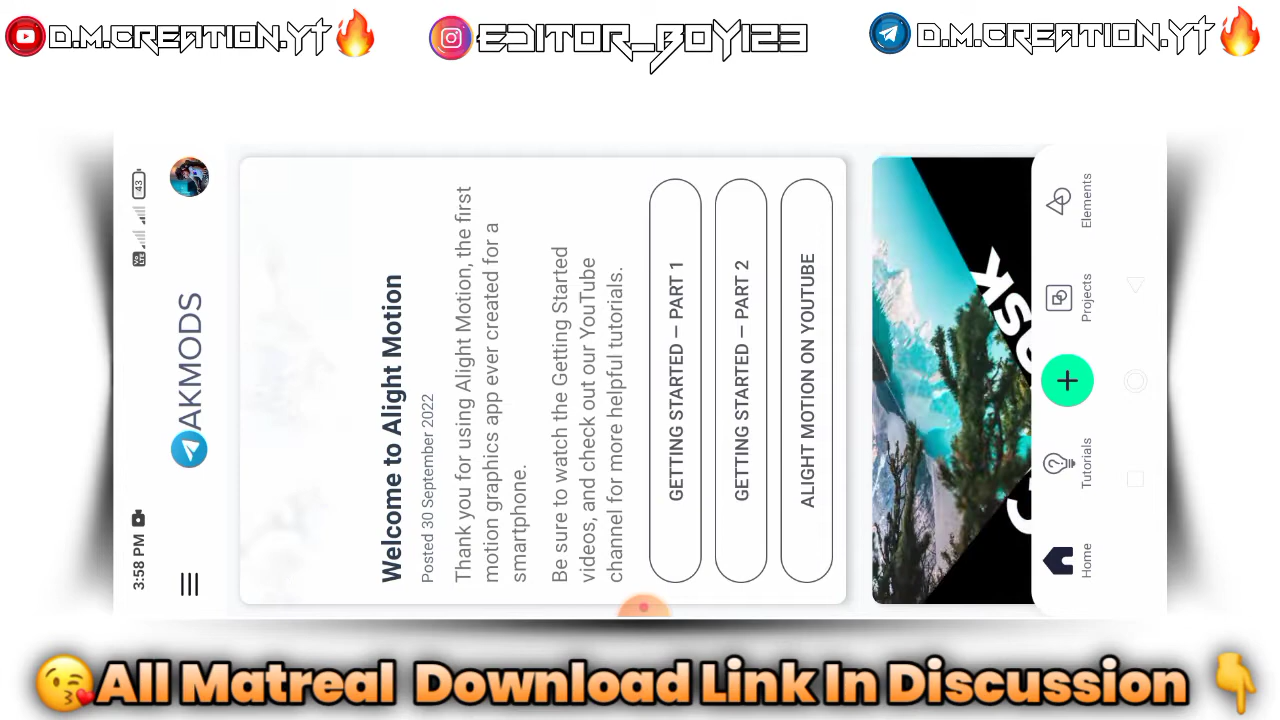 D.M.CREATION.YT
EDITOR_BOY123
D.M.CREATION.YT
3:58 PM
Vo LTE
43
AKMODS
Welcome to Alight Motion
Posted 30 September 2022
Thank you for using Alight Motion, the first
motion graphics app ever created for a
smartphone.
Be sure to watch the Getting Started
videos, and check out our YouTube
channel for more helpful tutorials.
GETTING STARTED – PART 1
GETTING STARTED – PART 2
ALIGHT MOTION ON YOUTUBE
Home
Tutorials
Projects
Elements
😘All Matreal Download Link In Discussion 👇